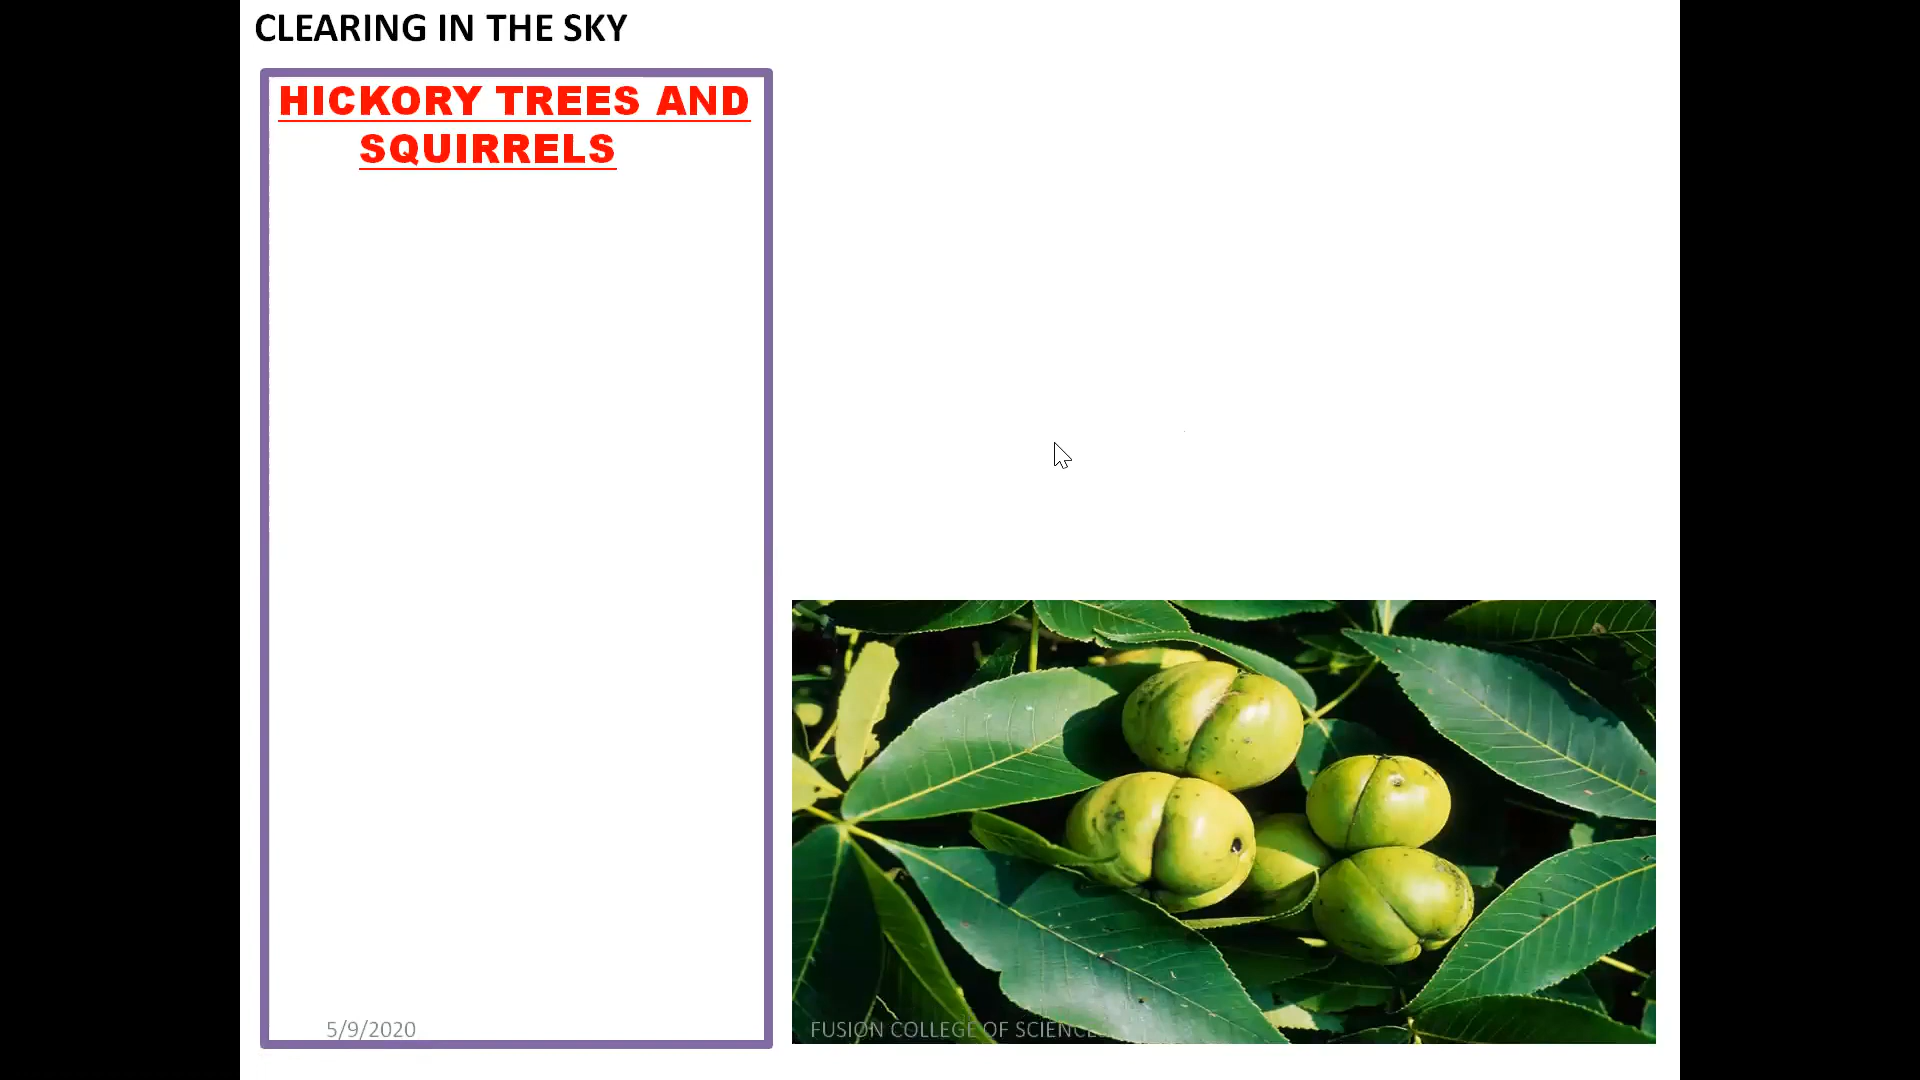 CLEARING IN THE SKY
HICKORY TREES AND
SQUIRRELS
5/9/2020
FUSION COLLEGE OF SCIENCE